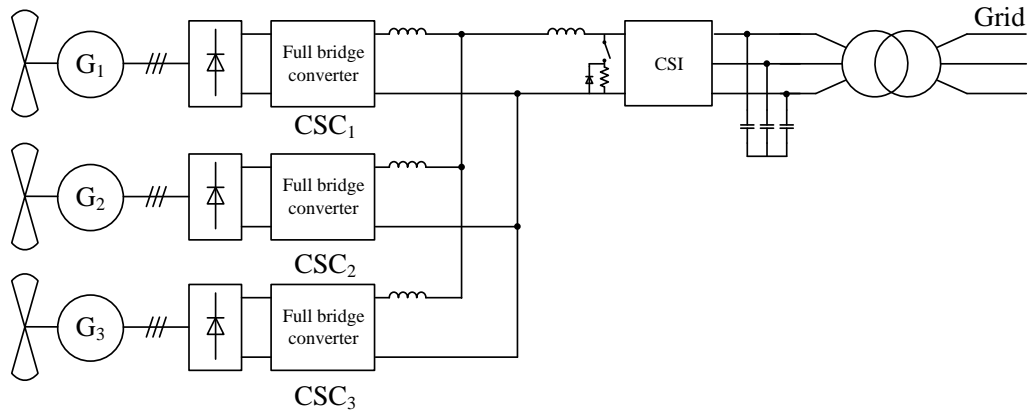 Grid
G₁
Full bridge
converter
CSI
CSC₁
G₂
Full bridge
converter
CSC₂
G₃
Full bridge
converter
CSC₃